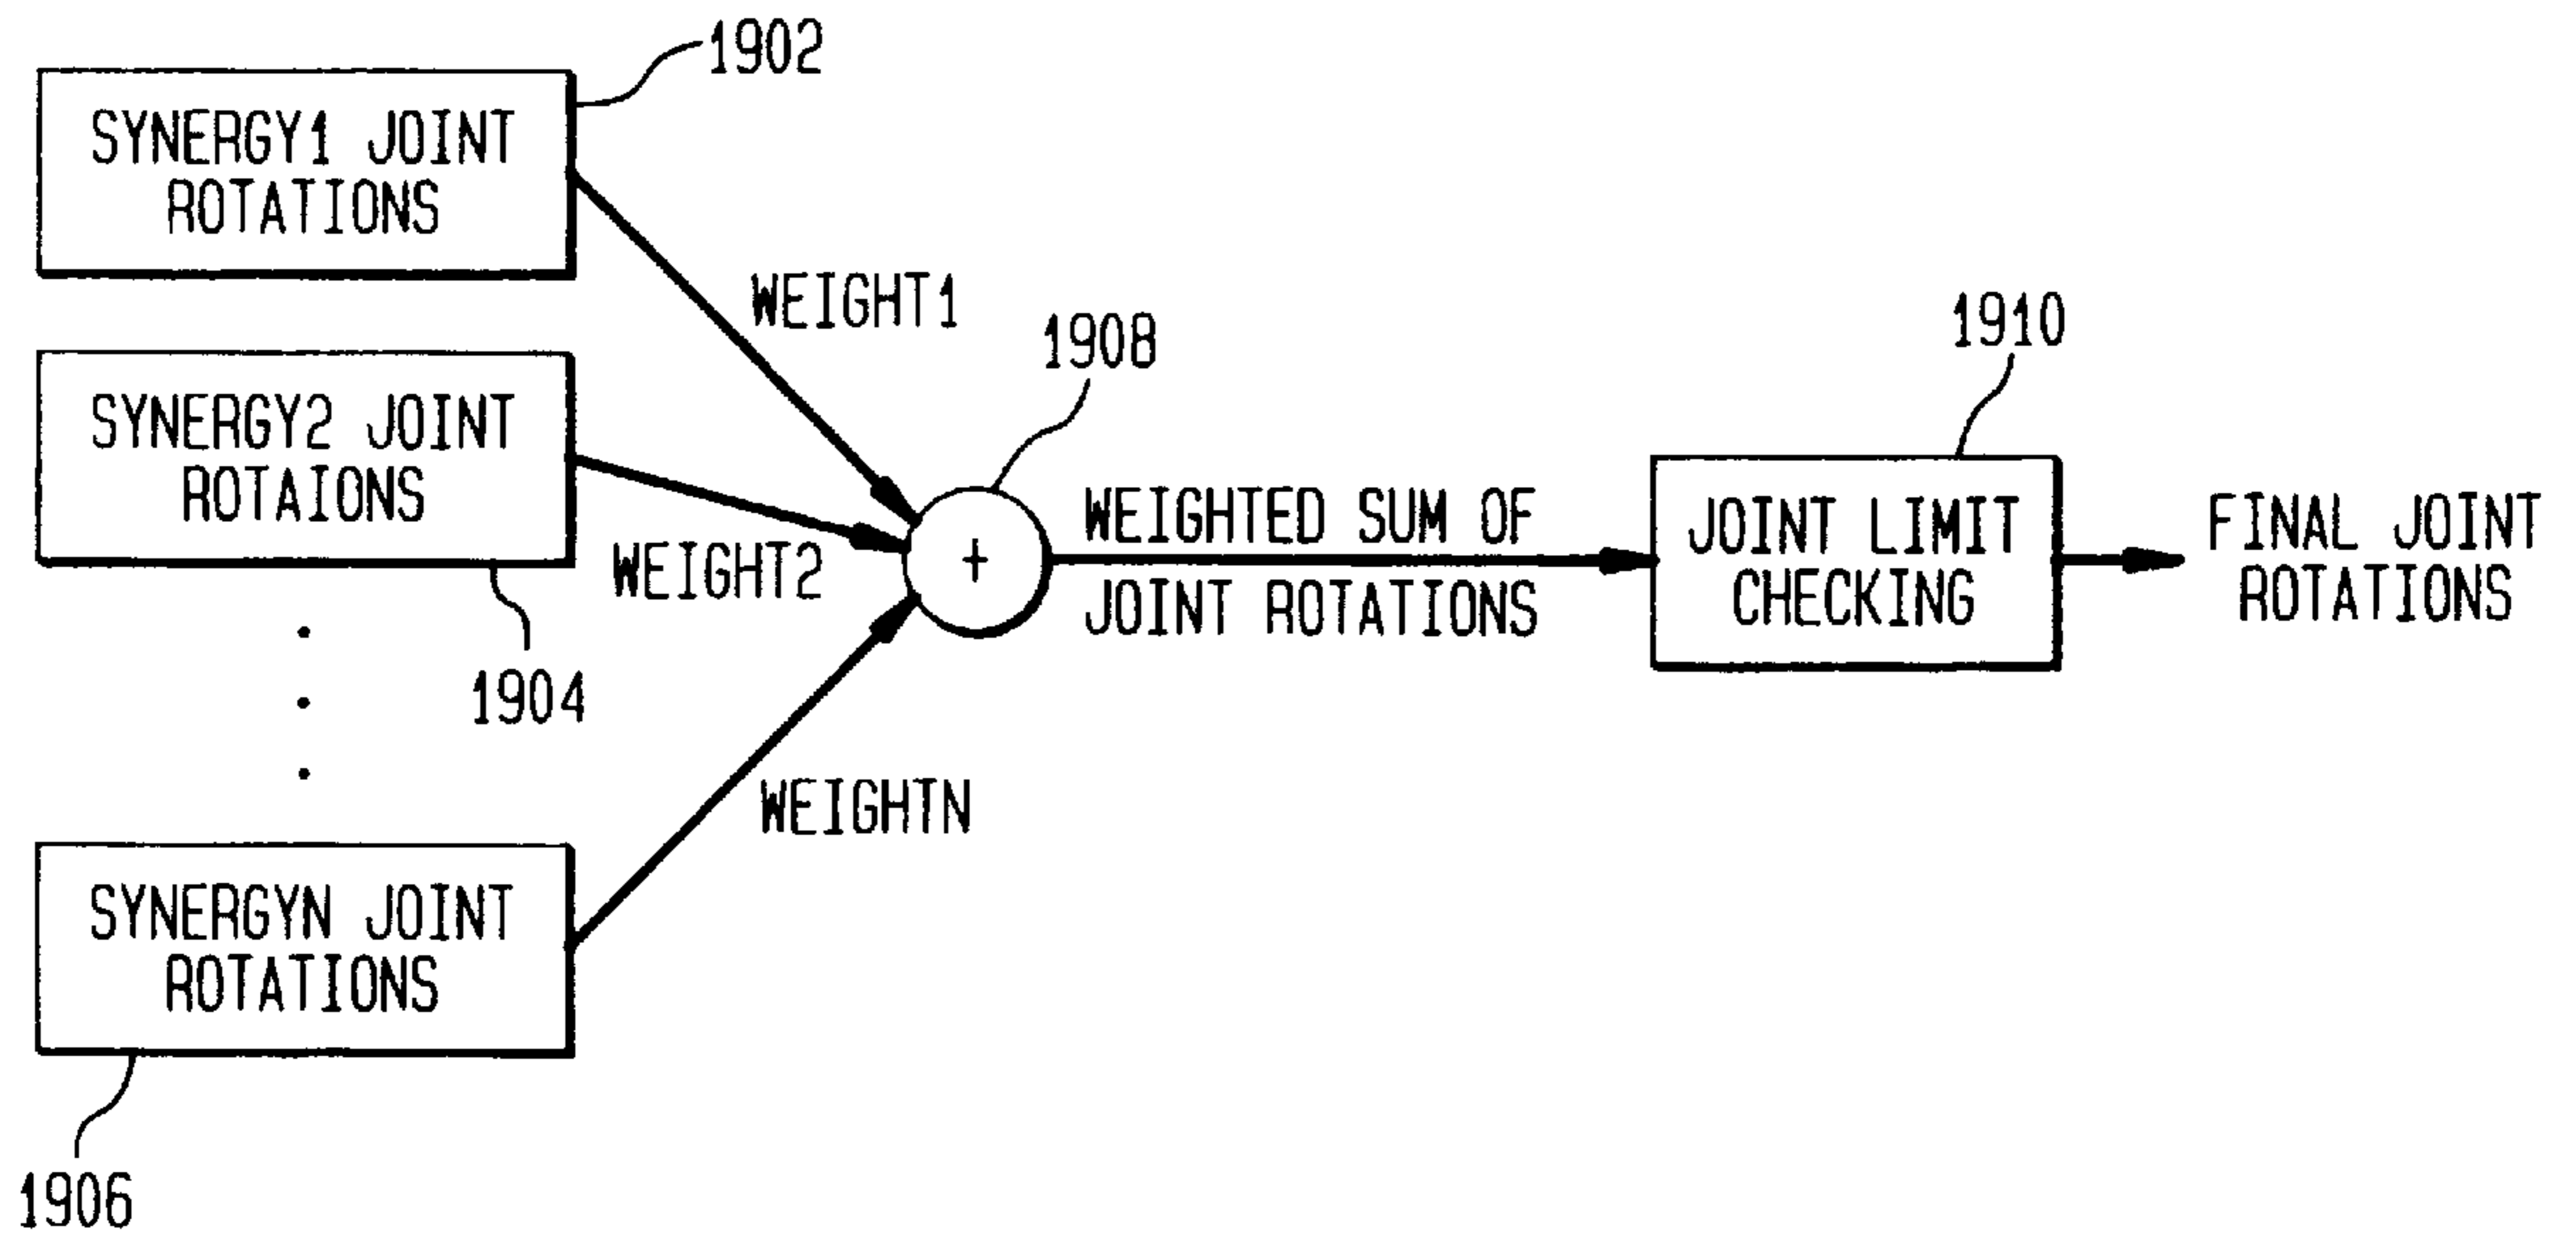 1902
SYNERGY1 JOINT
ROTATIONS
WEIGHT1
1908
1910
SYNERGY2 JOINT
ROTAIONS
WEIGHT2
1904
+
WEIGHTED SUM OF
JOINT ROTATIONS
JOINT LIMIT
CHECKING
FINAL JOINT
ROTATIONS
WEIGHTN
SYNERGYN JOINT
ROTATIONS
1906